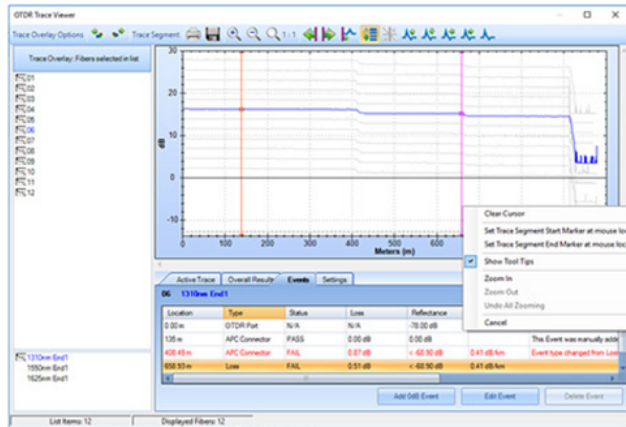 OTDR Trace Viewer
Trace Overlay Options
Trace Segment
1:1
Trace Overlay: Fibers selected in list
01
02
03
04
05
06
07
08
09
10
11
12
30
20
10
0
-10
dB
0 100 200 300 400 500 600
Meters (m)
Clear Cursor
Set Trace Segment Start Marker at mouse loc
Set Trace Segment End Marker at mouse loc
Show Tool Tips
Zoom In
Zoom Out
Undo All Zooming
Cancel
Active Trace Overall Results Events Settings
06 1310nm End1
Location Type Status Loss Reflectance
0.00 m OTDR Port N/A N/A -78.00 dB
135 m APC Connector PASS 0.00 dB 0.00 dB This Event was manually adde
408.49 m APC Connector FAIL 0.87 dB < -68.90 dB 0.41 dB/km Event type changed from Loss
658.93 m Loss FAIL 0.51 dB < -68.90 dB 0.41 dB/km
1310nm End1
1550nm End1
1625nm End1
Add 0dB Event Edit Event Delete Event
List Items: 12 Displayed Fibers: 12